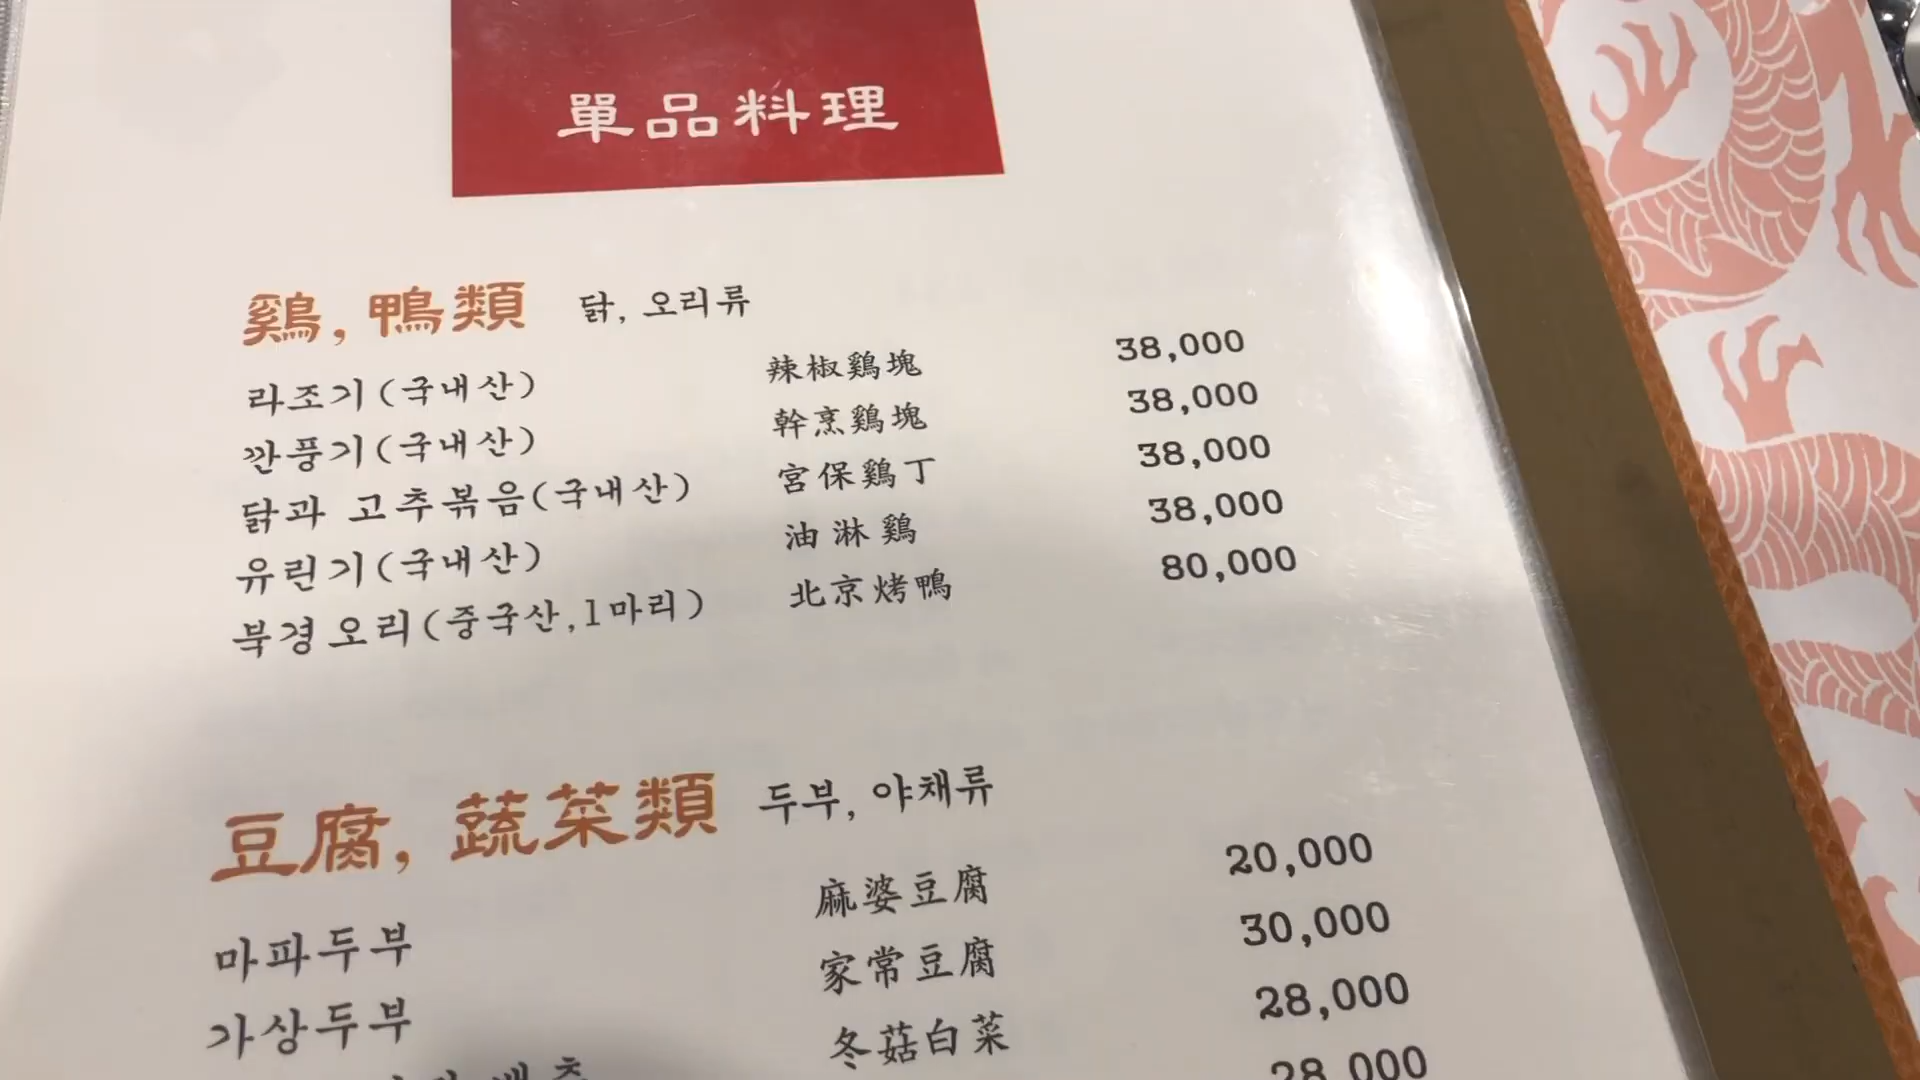 單品料理
鷄, 鴨類 닭, 오리류
라조기(국내산) 辣椒鷄塊 38,000
깐풍기(국내산) 幹烹鷄塊 38,000
닭과 고추볶음(국내산) 宮保鷄丁 38,000
유린기(국내산) 油淋鷄 38,000
북경오리(중국산,1마리) 北京烤鴨 80,000
豆腐, 蔬菜類 두부, 야채류
마파두부 麻婆豆腐 20,000
가상두부 家常豆腐 30,000
冬菇白菜 28,000
28,000